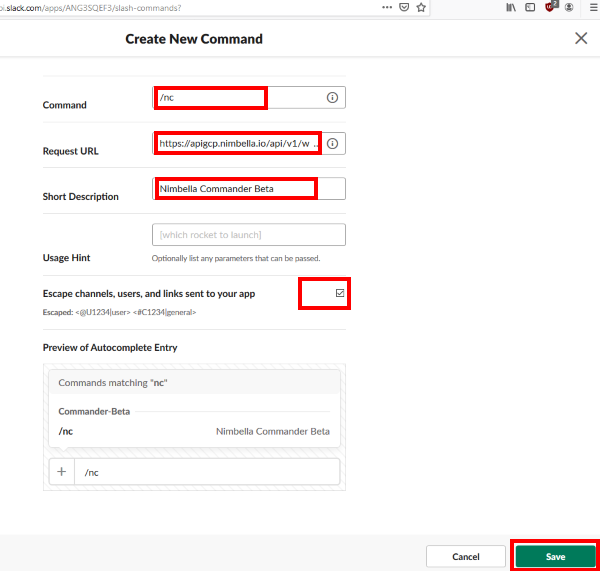 oi.slack.com/apps/ANG3SQEF3/slash-commands?
2
Create New Command
Command
/nc
Request URL
https://apigcp.nimbella.io/api/v1/w ...
Short Description
Nimbella Commander Beta
[which rocket to launch]
Usage Hint
Optionally list any parameters that can be passed.
Escape channels, users, and links sent to your app
Escaped: <@U1234|user> <#C1234|general>
Preview of Autocomplete Entry
Commands matching "nc"
Commander-Beta
/nc Nimbella Commander Beta
+ /nc
Cancel Save